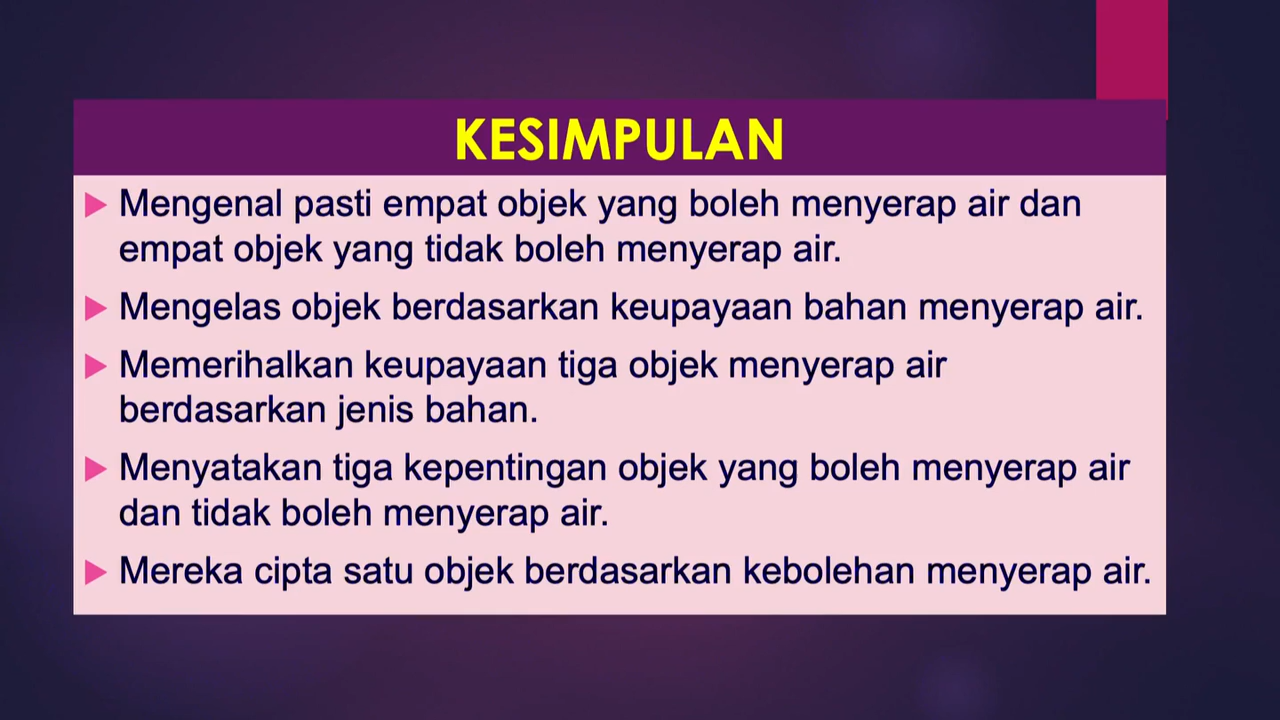 KESIMPULAN
Mengenal pasti empat objek yang boleh menyerap air dan
empat objek yang tidak boleh menyerap air.
Mengelas objek berdasarkan keupayaan bahan menyerap air.
Memerihalkan keupayaan tiga objek menyerap air
berdasarkan jenis bahan.
Menyatakan tiga kepentingan objek yang boleh menyerap air
dan tidak boleh menyerap air.
Mereka cipta satu objek berdasarkan kebolehan menyerap air.